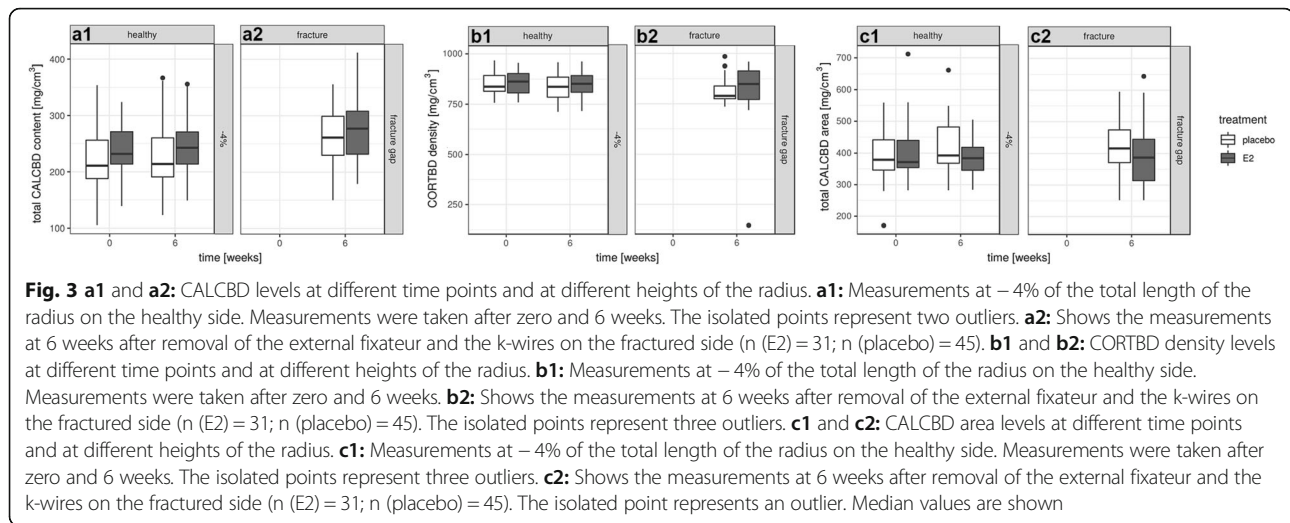 a1 healthy
a2 fracture
total CALCBD content [mg/cm³]
400
300
200
100
0 6
6 0
-4%
fracture gap
time [weeks]
b1 healthy
b2 fracture
CORTBD density [mg/cm³]
1000
750
500
250
0 6
0 6
-4%
fracture gap
time [weeks]
c1 healthy
c2 fracture
total CALCBD area [mg/cm³]
700
600
500
400
300
200
0 6
0 6
-4%
fracture gap
time [weeks]
treatment
placebo
E2
Fig. 3 a1 and a2: CALCBD levels at different time points and at different heights of the radius. a1: Measurements at − 4% of the total length of the
radius on the healthy side. Measurements were taken after zero and 6 weeks. The isolated points represent two outliers. a2: Shows the measurements
at 6 weeks after removal of the external fixateur and the k-wires on the fractured side (n (E2) = 31; n (placebo) = 45). b1 and b2: CORTBD density levels
at different time points and at different heights of the radius. b1: Measurements at − 4% of the total length of the radius on the healthy side.
Measurements were taken after zero and 6 weeks. b2: Shows the measurements at 6 weeks after removal of the external fixateur and the k-wires on
the fractured side (n (E2) = 31; n (placebo) = 45). The isolated points represent three outliers. c1 and c2: CALCBD area levels at different time points
and at different heights of the radius. c1: Measurements at − 4% of the total length of the radius on the healthy side. Measurements were taken after
zero and 6 weeks. The isolated points represent three outliers. c2: Shows the measurements at 6 weeks after removal of the external fixateur and the
k-wires on the fractured side (n (E2) = 31; n (placebo) = 45). The isolated point represents an outlier. Median values are shown